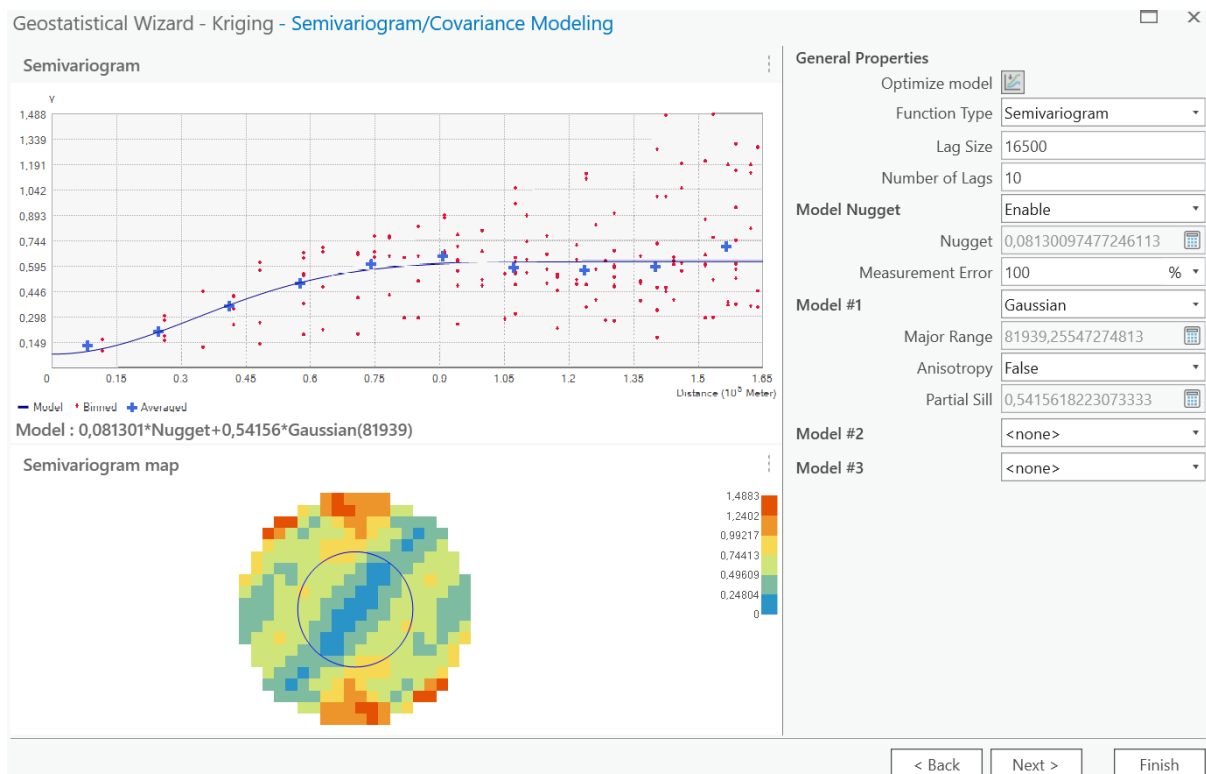 Geostatistical Wizard - Kriging - Semivariogram/Covariance Modeling
Semivariogram
γ
1,488
1,339
1,191
1,042
0,893
0,744
0,595
0,446
0,298
0,149
0 0.15 0.3 0.45 0.6 0.75 0.9 1.05 1.2 1.35 1.5 1.65
Distance (10⁵ Meter)
Model Binned Averaged
Model : 0,081301*Nugget+0,54156*Gaussian(81939)
Semivariogram map
1,4883
1,2402
0,99217
0,74413
0,49609
0,24804
0
General Properties
Optimize model
Function Type Semivariogram
Lag Size 16500
Number of Lags 10
Model Nugget Enable
Nugget 0,08130097477246113
Measurement Error 100 %
Model #1 Gaussian
Major Range 81939,25547274813
Anisotropy False
Partial Sill 0,5415618223073333
Model #2 <none>
Model #3 <none>
< Back Next > Finish